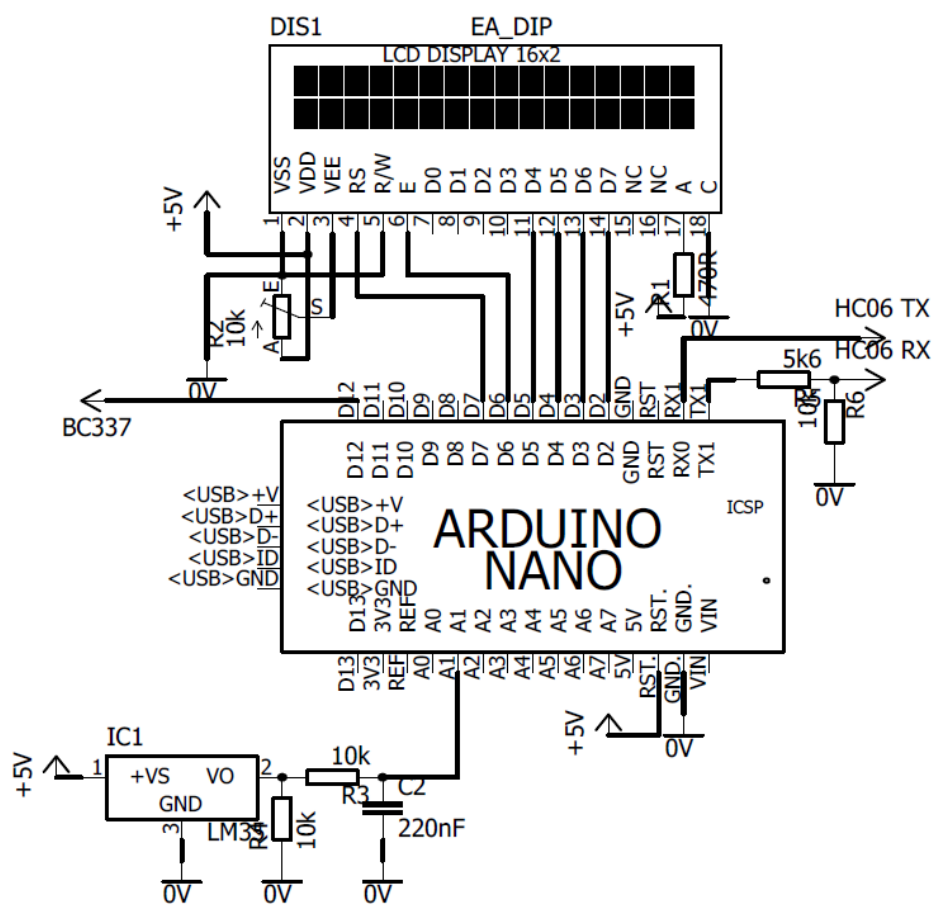 DIS1 EA_DIP
LCD DISPLAY 16x2
VSS VDD VEE RS R/W E D0 D1 D2 D3 D4 D5 D6 D7 NC NC A C
1 2 3 4 5 6 7 8 9 10 11 12 13 14 15 16 17 18
+5V
E
S
A
R2
10k
0V
R1
470R
+5V
0V
HC06 TX
HC06 RX
5k6
10k
R6
0V
BC337
D12 D11 D10 D9 D8 D7 D6 D5 D4 D3 D2 GND RST RX1 TX1
D12 D11 D10 D9 D8 D7 D6 D5 D4 D3 D2 GND RST RX0 TX1
<USB>+V <USB>+V
<USB>D+ <USB>D+
<USB>D- <USB>D-
<USB>ID <USB>ID
<USB>GND <USB>GND
ICSP
ARDUINO
NANO
D13 3V3 REF A0 A1 A2 A3 A4 A5 A6 A7 5V RST. GND. VIN
D13 3V3 REF A0 A1 A2 A3 A4 A5 A6 A7 5V RST. GND. VIN
+5V
0V
IC1
+5V
1 +VS VO 2
GND
3
LM35
R4
10k
10k
R3
C2
220nF
0V 0V 0V